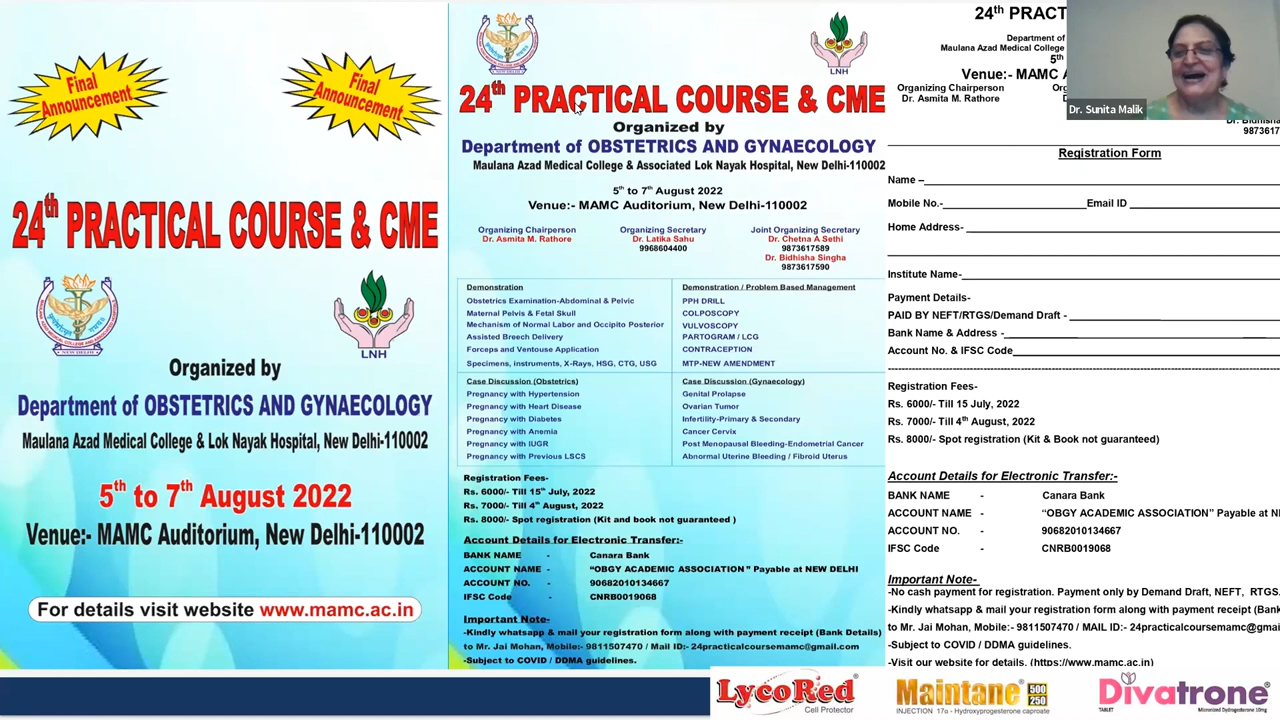 Final
Announcement
Final
Announcement
24th PRACTICAL COURSE & CME
LNH
Organized by
Department of OBSTETRICS AND GYNAECOLOGY
Maulana Azad Medical College & Lok Nayak Hospital, New Delhi-110002
5th to 7th August 2022
Venue:- MAMC Auditorium, New Delhi-110002
For details visit website www.mamc.ac.in
LNH
24th PRACTICAL COURSE & CME
Organized by
Department of OBSTETRICS AND GYNAECOLOGY
Maulana Azad Medical College & Associated Lok Nayak Hospital, New Delhi-110002
5th to 7th August 2022
Venue:- MAMC Auditorium, New Delhi-110002
Organizing Chairperson
Dr. Asmita M. Rathore
Organizing Secretary
Dr. Latika Sahu
9968604400
Joint Organizing Secretary
Dr. Chetna A Sethi
9873617589
Dr. Bidhisha Singha
9873617590
Demonstration
Obstetrics Examination-Abdominal & Pelvic
Maternal Pelvis & Fetal Skull
Mechanism of Normal Labor and Occipito Posterior
Assisted Breech Delivery
Forceps and Ventouse Application
Specimens, instruments, X-Rays, HSG, CTG, USG
Demonstration / Problem Based Management
PPH DRILL
COLPOSCOPY
VULVOSCOPY
PARTOGRAM / LCG
CONTRACEPTION
MTP-NEW AMENDMENT
Case Discussion (Obstetrics)
Pregnancy with Hypertension
Pregnancy with Heart Disease
Pregnancy with Diabetes
Pregnancy with Anemia
Pregnancy with IUGR
Pregnancy with Previous LSCS
Case Discussion (Gynaecology)
Genital Prolapse
Ovarian Tumor
Infertility-Primary & Secondary
Cancer Cervix
Post Menopausal Bleeding-Endometrial Cancer
Abnormal Uterine Bleeding / Fibroid Uterus
Registration Fees-
Rs. 6000/- Till 15th July, 2022
Rs. 7000/- Till 4th August, 2022
Rs. 8000/- Spot registration (Kit and book not guaranteed )
Account Details for Electronic Transfer:-
BANK NAME - Canara Bank
ACCOUNT NAME - “OBGY ACADEMIC ASSOCIATION” Payable at NEW DELHI
ACCOUNT NO. - 90682010134667
IFSC Code - CNRB0019068
Important Note-
-Kindly whatsapp & mail your registration form along with payment receipt (Bank Details)
to Mr. Jai Mohan, Mobile:- 9811507470 / Mail ID:- 24practicalcoursemamc@gmail.com
-Subject to COVID / DDMA guidelines.
24th PRACT
Department of
Maulana Azad Medical College
5th
Venue:- MAMC A
Organizing Chairperson
Dr. Asmita M. Rathore
Dr. Sunita Malik
Dr. Bidhisha
9873617
Registration Form
Name –
Mobile No.- Email ID
Home Address-
Institute Name-
Payment Details-
PAID BY NEFT/RTGS/Demand Draft -
Bank Name & Address -
Account No. & IFSC Code
Registration Fees-
Rs. 6000/- Till 15 July, 2022
Rs. 7000/- Till 4th August, 2022
Rs. 8000/- Spot registration (Kit & Book not guaranteed)
Account Details for Electronic Transfer:-
BANK NAME - Canara Bank
ACCOUNT NAME - “OBGY ACADEMIC ASSOCIATION” Payable at NE
ACCOUNT NO. - 90682010134667
IFSC Code - CNRB0019068
Important Note-
-No cash payment for registration. Payment only by Demand Draft, NEFT, RTGS.
-Kindly whatsapp & mail your registration form along with payment receipt (Bank
to Mr. Jai Mohan, Mobile:- 9811507470 / MAIL ID:- 24practicalcoursemamc@gmai
-Subject to COVID / DDMA guidelines.
-Visit our website for details. (https://www.mamc.ac.in)
LycoRed®
Cell Protector
Maintane® 500 250
INJECTION 17α - Hydroxyprogesterone caproate
Divatrone®
TABLET Micronized Dydrogesterone 10mg